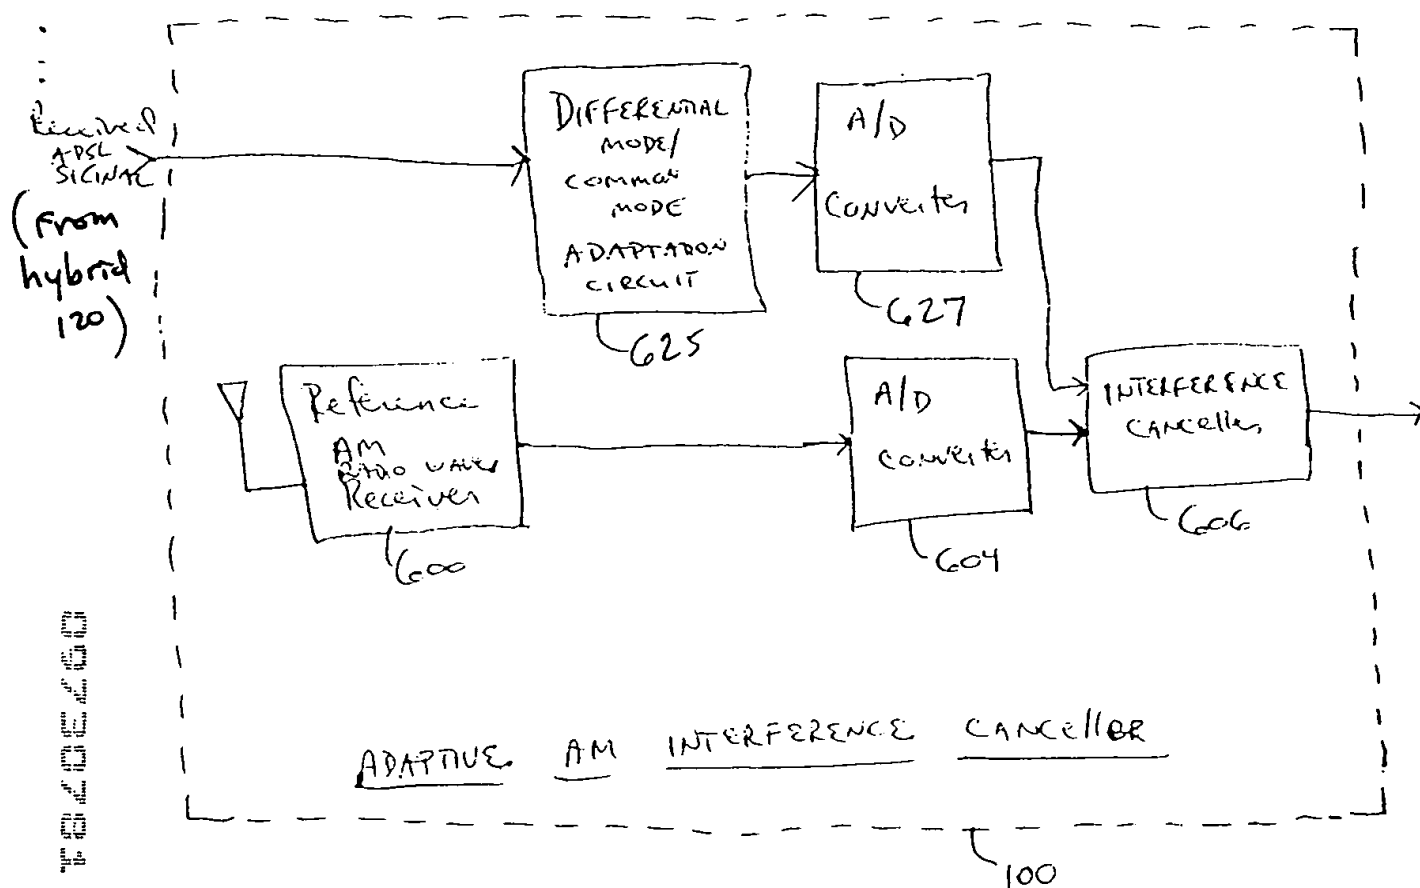 Received
ADSL
SIGNAL
(From
hybrid
120)
DIFFERENTIAL
MODE/
COMMON
MODE
ADAPTATION
CIRCUIT
625
A/D
Converter
627
Reference
AM
RADIO WAVES
Receiver
600
A/D
Converter
604
INTERFERENCE
CANCELLER
606
ADAPTIVE AM INTERFERENCE CANCELLER
100